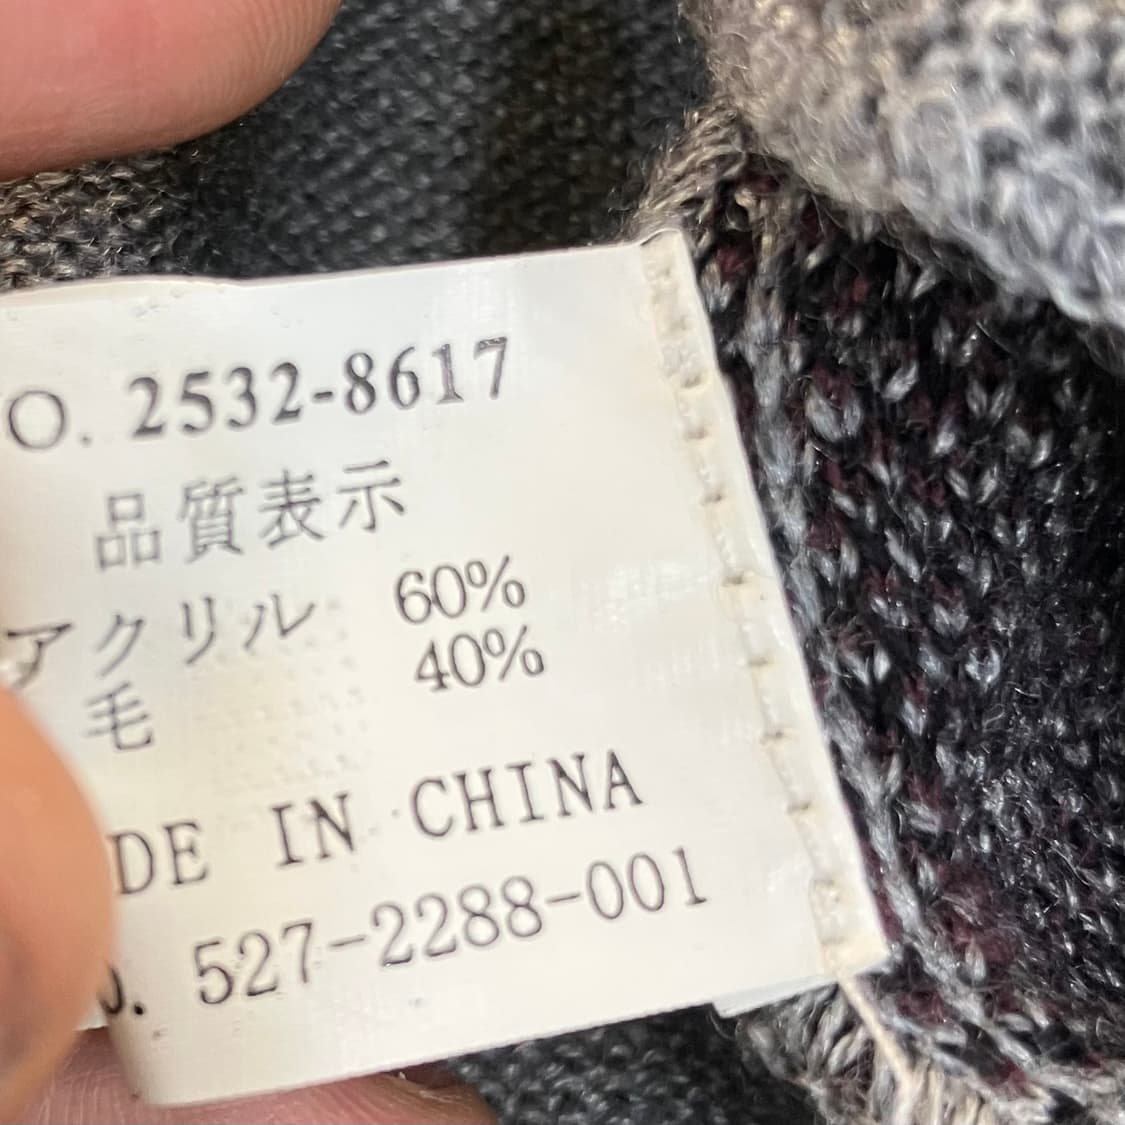 O. 2532-8617
品質表示
アクリル 60%
毛 40%
DE IN CHINA
. 527-2288-001